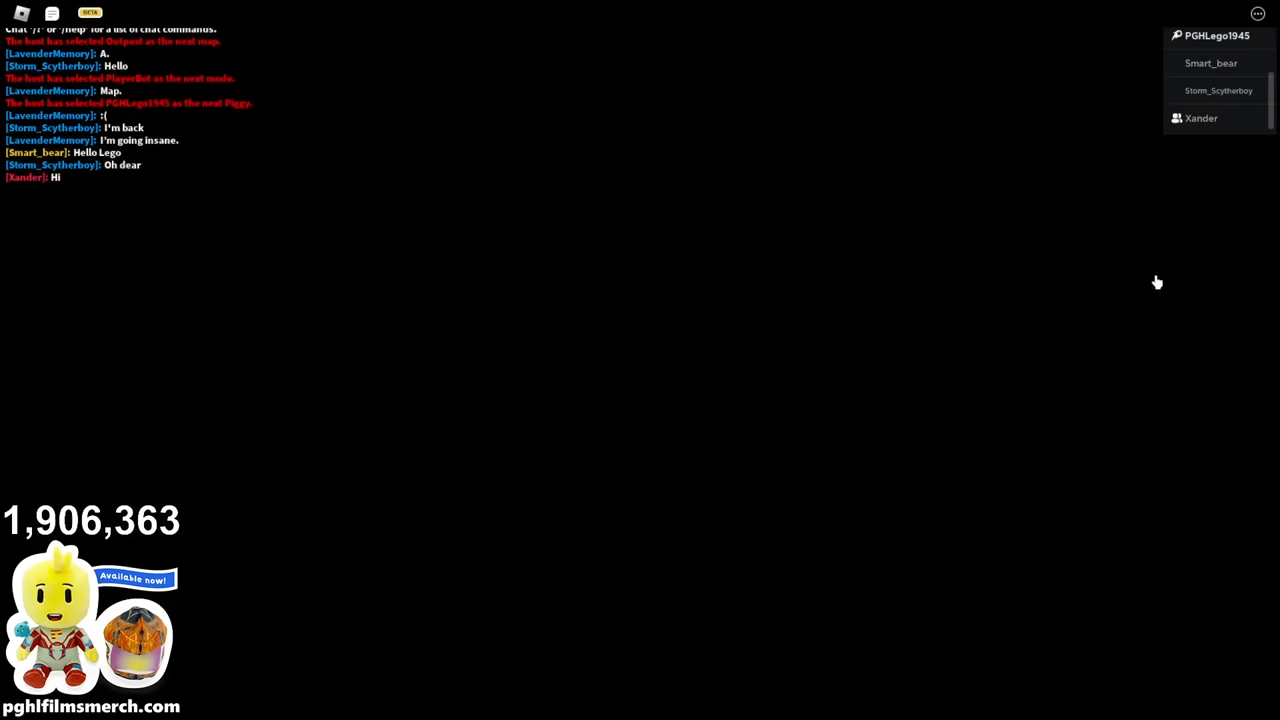 BETA
Chat '/?' or '/help' for a list of chat commands.
The host has selected Outpost as the next map.
[LavenderMemory]: A.
[Storm_Scytherboy]: Hello
The host has selected PlayerBot as the next mode.
[LavenderMemory]: Map.
The host has selected PGHLego1945 as the next Piggy.
[LavenderMemory]: :(
[Storm_Scytherboy]: I'm back
[LavenderMemory]: I'm going insane.
[Smart_bear]: Hello Lego
[Storm_Scytherboy]: Oh dear
[Xander]: Hi
PGHLego1945
Smart_bear
Storm_Scytherboy
Xander
1,906,363
Available now!
pghlfilmsmerch.com